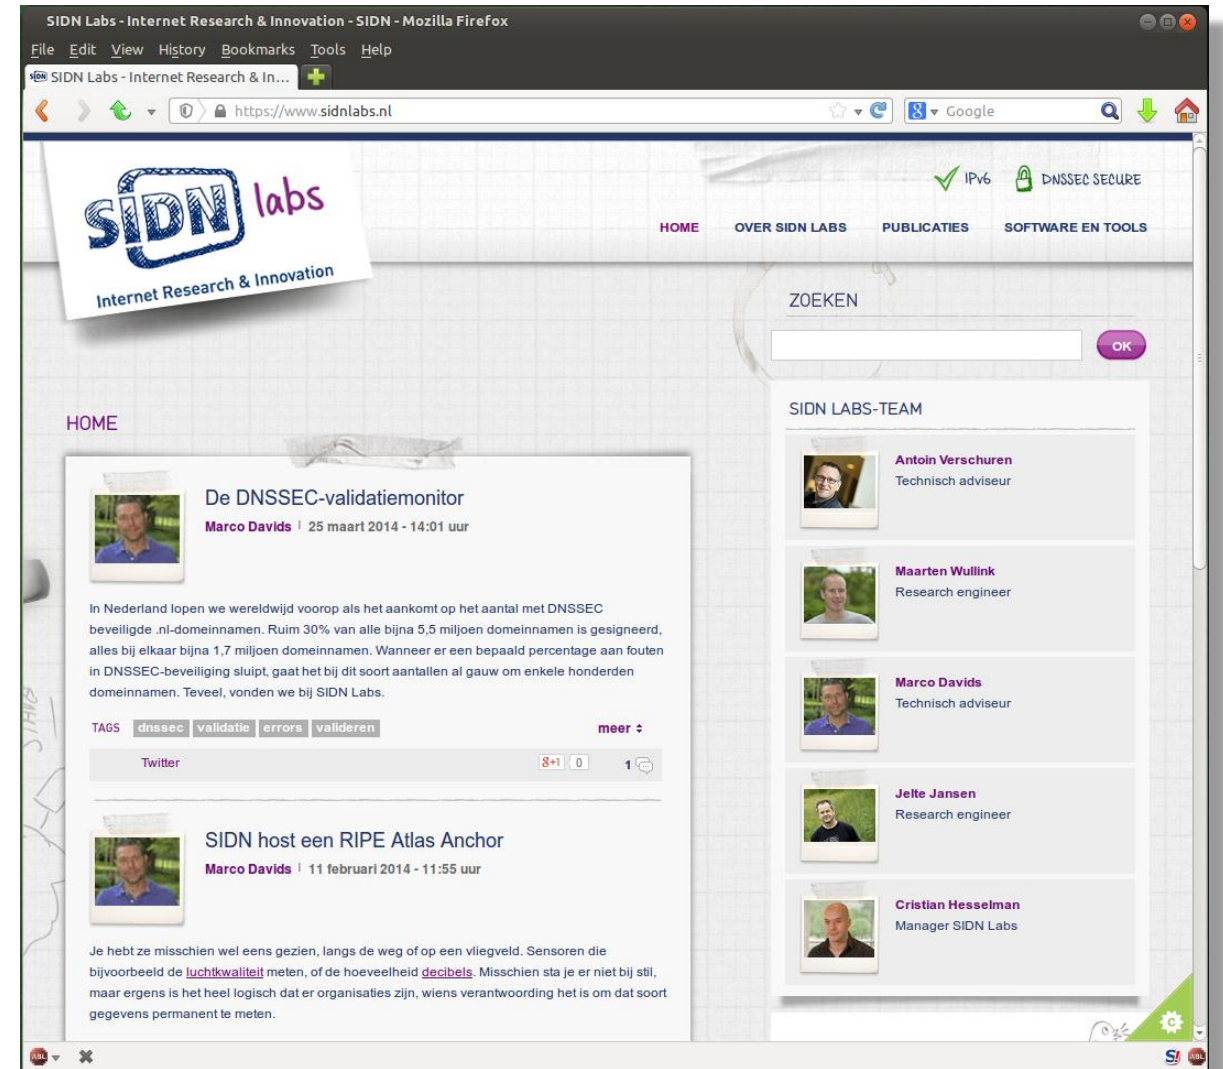 SIDN Labs - Internet Research & Innovation - SIDN - Mozilla Firefox
File Edit View History Bookmarks Tools Help
SIDN Labs - Internet Research & In...
https://www.sidnlabs.nl
Google
SIDN labs
Internet Research & Innovation
IPv6 DNSSEC SECURE
HOME OVER SIDN LABS PUBLICATIES SOFTWARE EN TOOLS
ZOEKEN
OK
HOME
De DNSSEC-validatiemonitor
Marco Davids | 25 maart 2014 - 14:01 uur
In Nederland lopen we wereldwijd voorop als het aankomt op het aantal met DNSSEC
beveiligde .nl-domeinnamen. Ruim 30% van alle bijna 5,5 miljoen domeinnamen is gesigneerd,
alles bij elkaar bijna 1,7 miljoen domeinnamen. Wanneer er een bepaald percentage aan fouten
in DNSSEC-beveiliging sluipt, gaat het bij dit soort aantallen al gauw om enkele honderden
domeinnamen. Teveel, vonden we bij SIDN Labs.
TAGS dnssec validatie errors valideren meer
Twitter 8+1 0 1
SIDN host een RIPE Atlas Anchor
Marco Davids | 11 februari 2014 - 11:55 uur
Je hebt ze misschien wel eens gezien, langs de weg of op een vliegveld. Sensoren die
bijvoorbeeld de luchtkwaliteit meten, of de hoeveelheid decibels. Misschien sta je er niet bij stil,
maar ergens is het heel logisch dat er organisaties zijn, wiens verantwoording het is om dat soort
gegevens permanent te meten.
SIDN LABS-TEAM
Antoin Verschuren
Technisch adviseur
Maarten Wullink
Research engineer
Marco Davids
Technisch adviseur
Jelte Jansen
Research engineer
Cristian Hesselman
Manager SIDN Labs
C
ABL
S! ABL